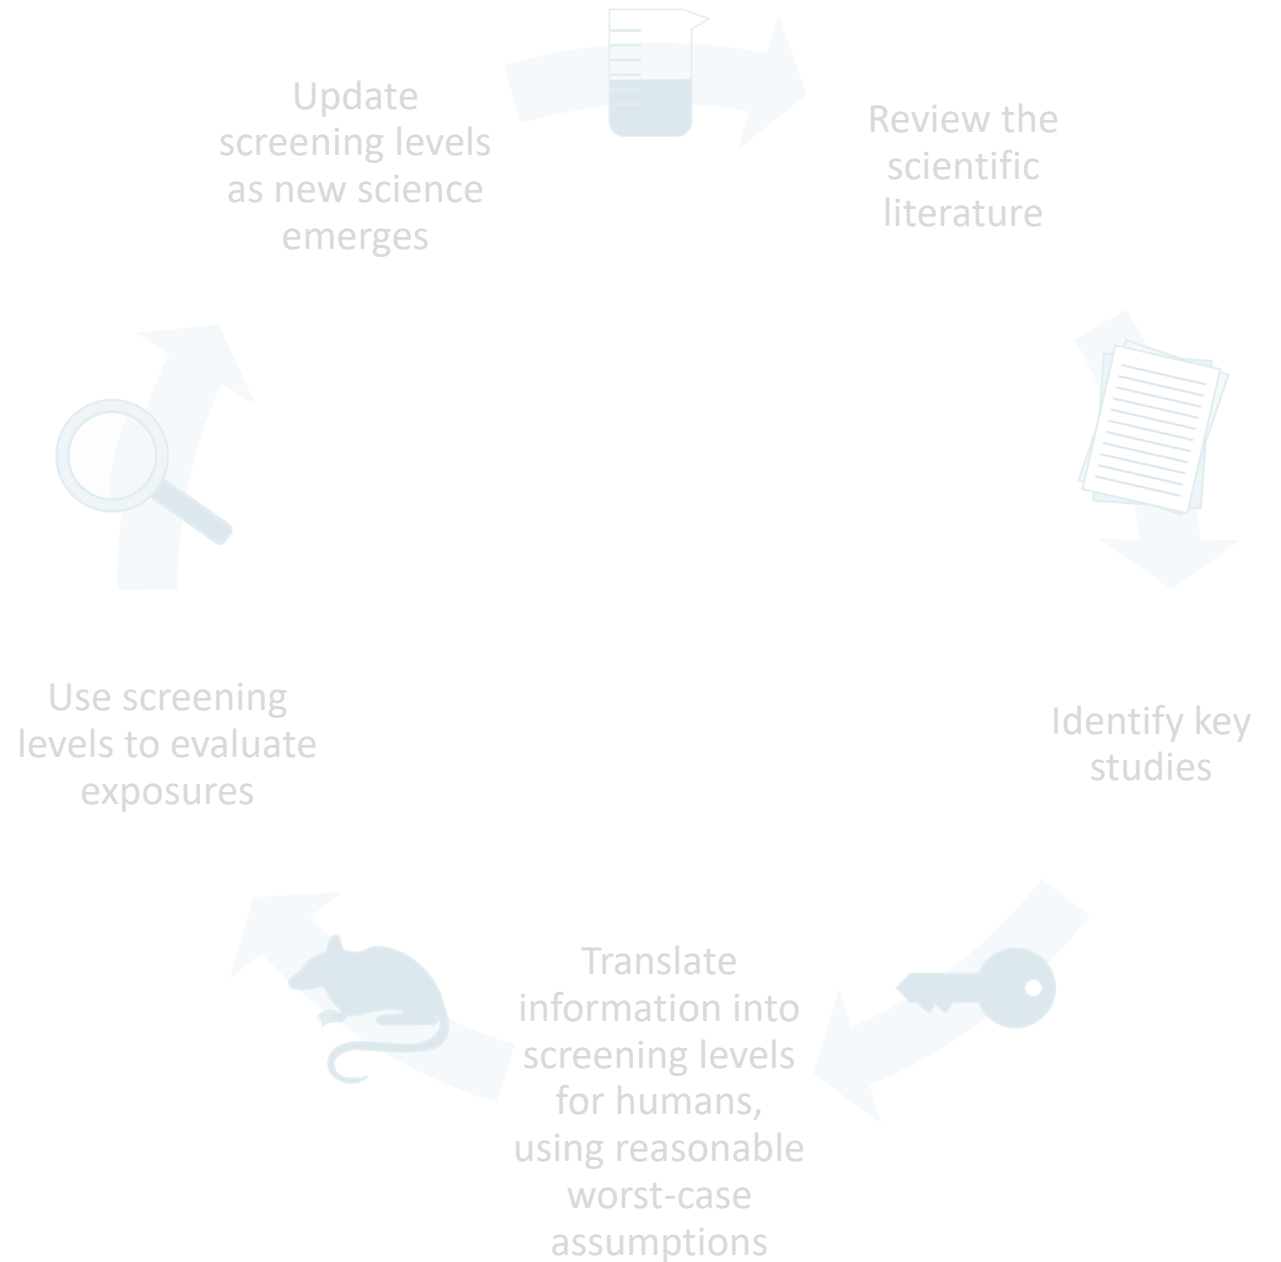 Update
screening levels
as new science
emerges
Review the
scientific
literature
Identify key
studies
Translate
information into
screening levels
for humans,
using reasonable
worst-case
assumptions
Use screening
levels to evaluate
exposures